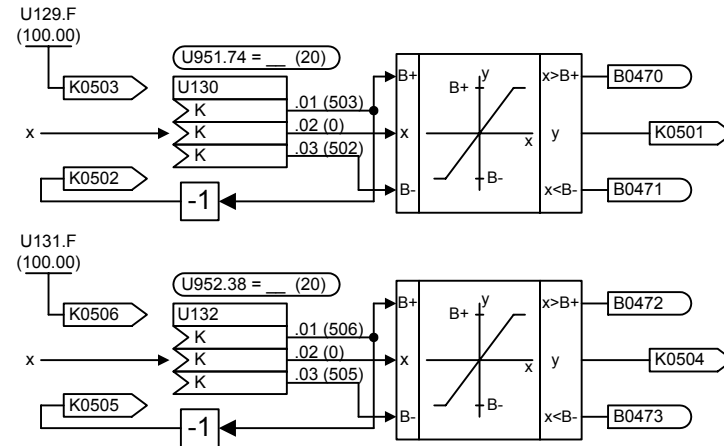 U129.F
(100.00)
U951.74 = __ (20)
K0503
U130
K .01 (503)
x K .02 (0)
K .03 (502)
K0502
-1
B+ x B-
B+ y x B-
x>B+ y x<B-
B0470
K0501
B0471
U131.F
(100.00)
U952.38 = __ (20)
K0506
U132
K .01 (506)
x K .02 (0)
K .03 (505)
K0505
-1
B+ x B-
B+ y x B-
x>B+ y x<B-
B0472
K0504
B0473